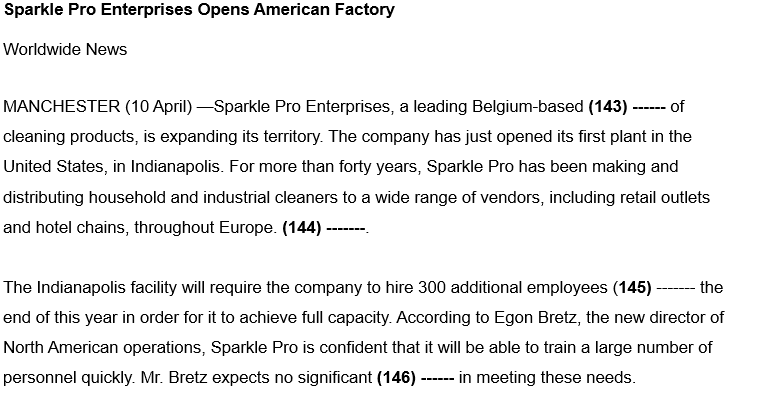 Sparkle Pro Enterprises Opens American Factory
Worldwide News
MANCHESTER (10 April) —Sparkle Pro Enterprises, a leading Belgium-based (143) ------ of
cleaning products, is expanding its territory. The company has just opened its first plant in the
United States, in Indianapolis. For more than forty years, Sparkle Pro has been making and
distributing household and industrial cleaners to a wide range of vendors, including retail outlets
and hotel chains, throughout Europe. (144) -------.
The Indianapolis facility will require the company to hire 300 additional employees (145) ------- the
end of this year in order for it to achieve full capacity. According to Egon Bretz, the new director of
North American operations, Sparkle Pro is confident that it will be able to train a large number of
personnel quickly. Mr. Bretz expects no significant (146) ------ in meeting these needs.